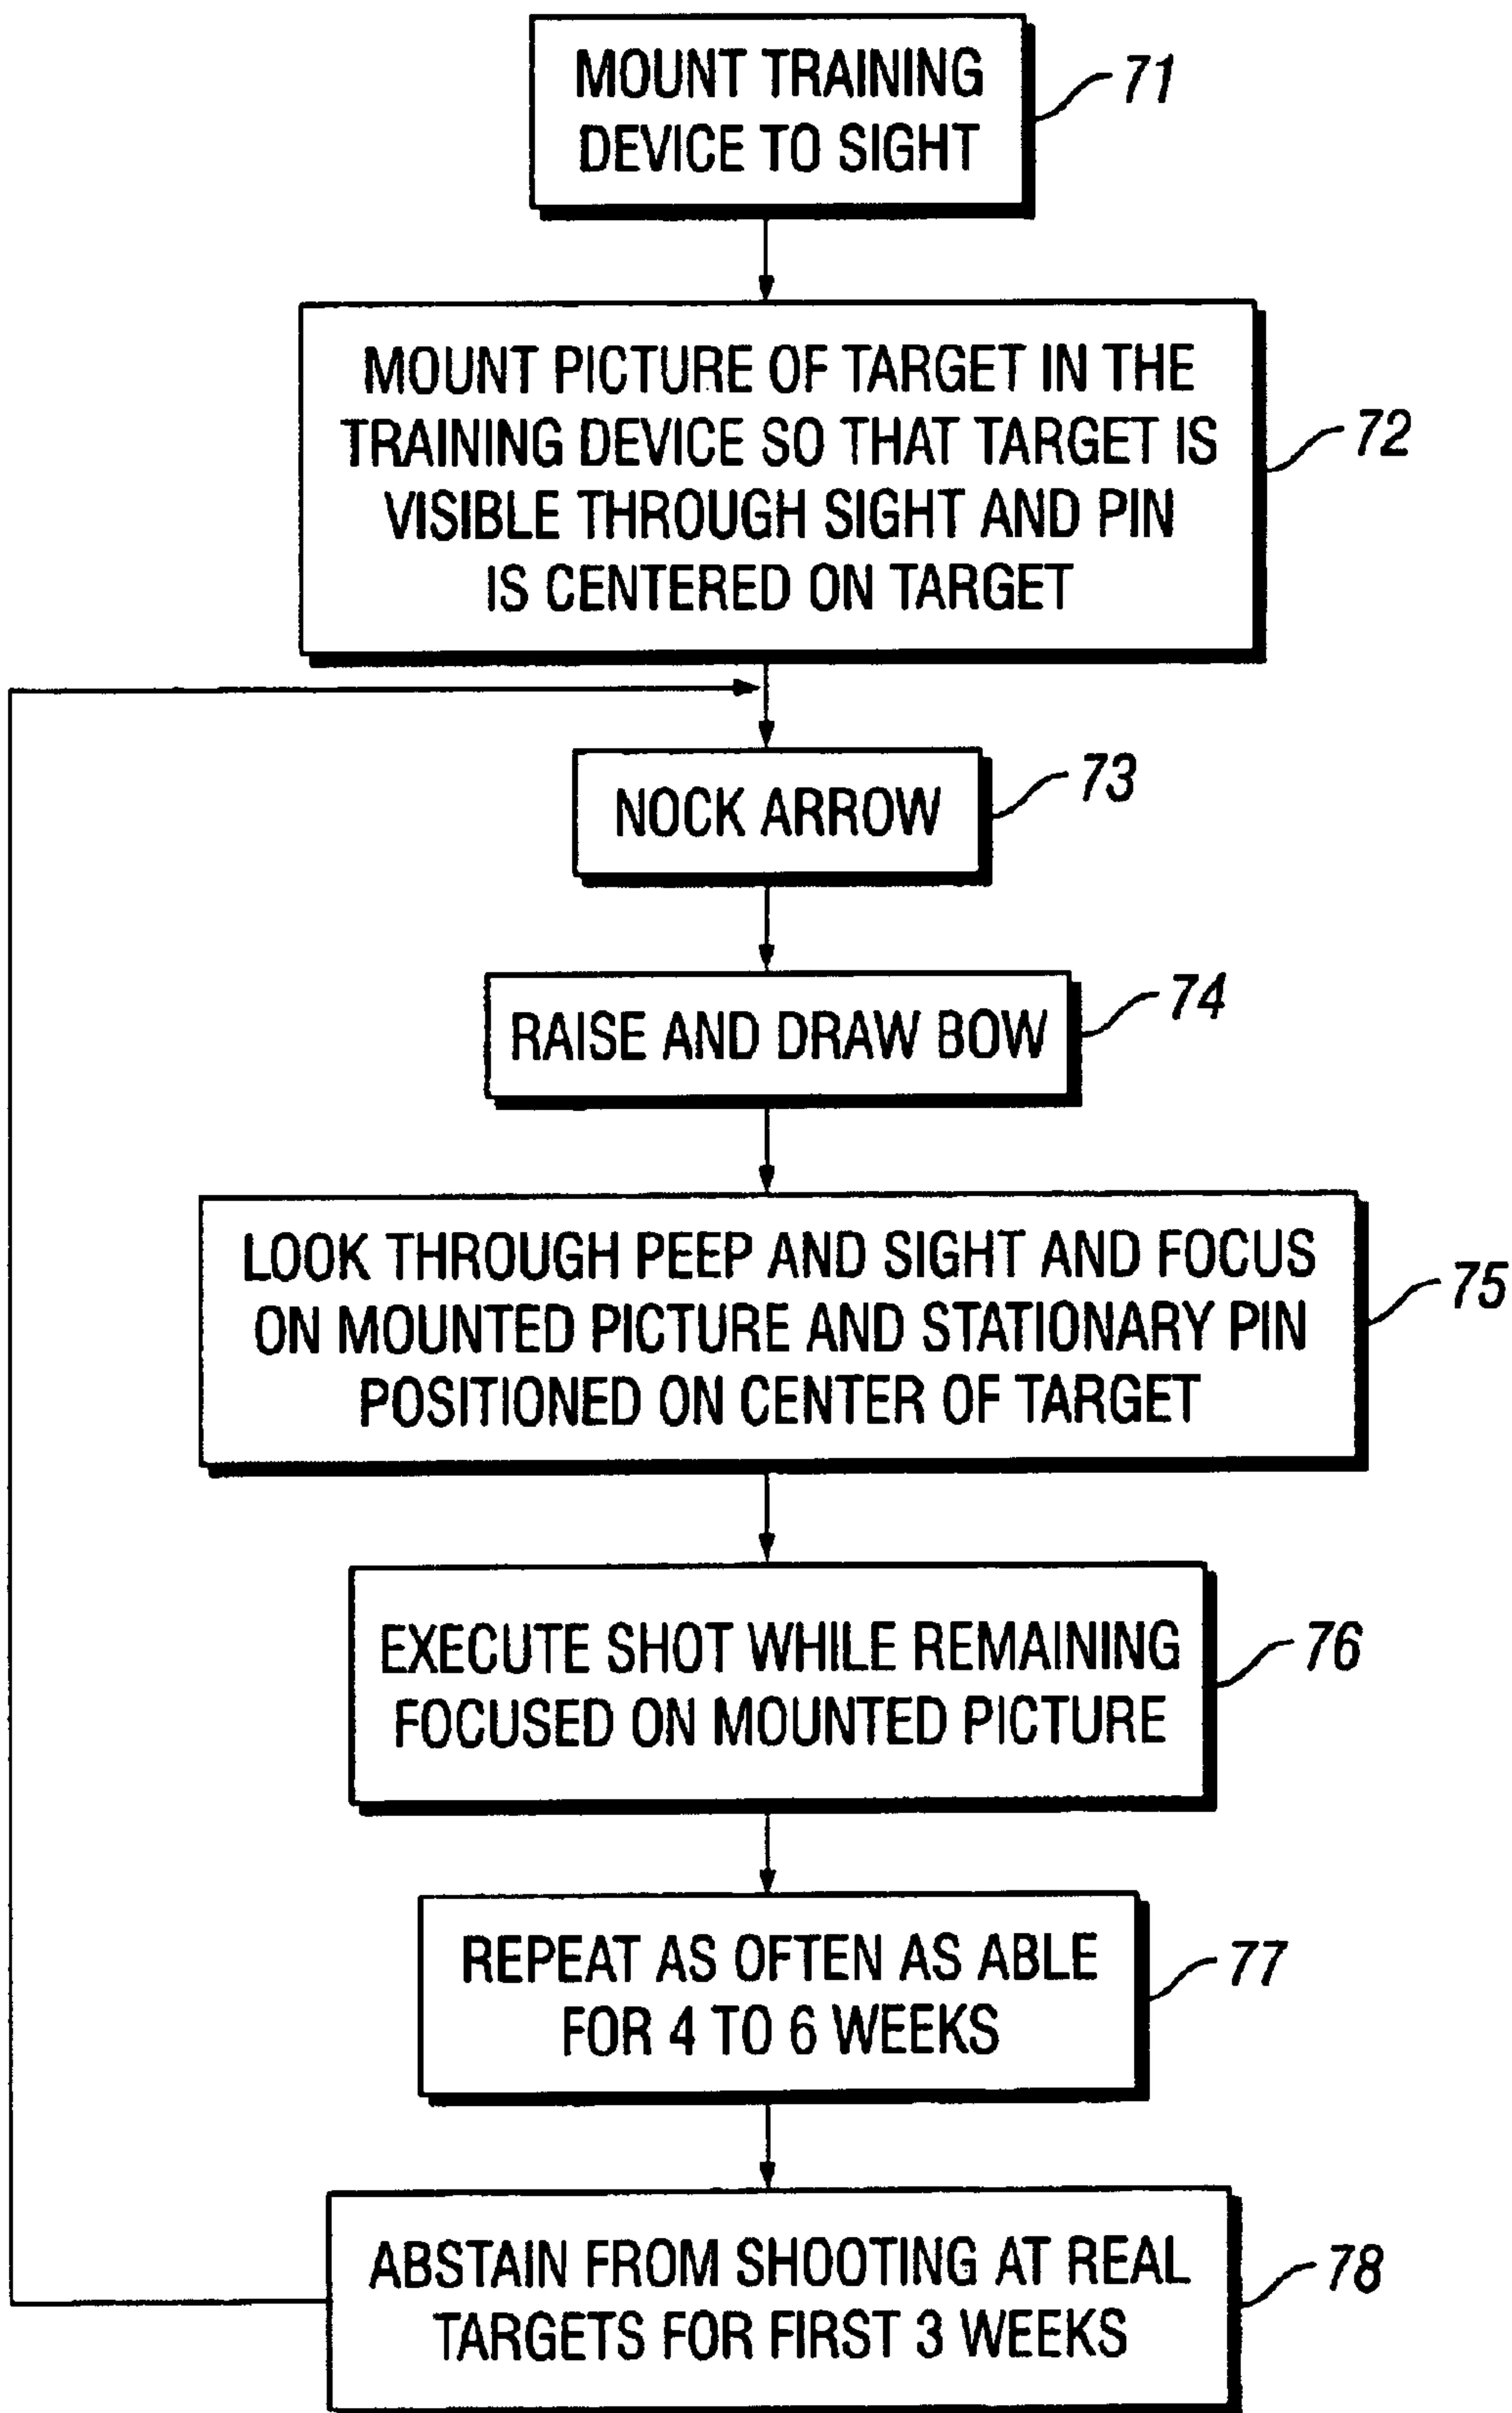 MOUNT TRAINING
DEVICE TO SIGHT
71
MOUNT PICTURE OF TARGET IN THE
TRAINING DEVICE SO THAT TARGET IS
VISIBLE THROUGH SIGHT AND PIN
IS CENTERED ON TARGET
72
NOCK ARROW
73
RAISE AND DRAW BOW
74
LOOK THROUGH PEEP AND SIGHT AND FOCUS
ON MOUNTED PICTURE AND STATIONARY PIN
POSITIONED ON CENTER OF TARGET
75
EXECUTE SHOT WHILE REMAINING
FOCUSED ON MOUNTED PICTURE
76
REPEAT AS OFTEN AS ABLE
FOR 4 TO 6 WEEKS
77
ABSTAIN FROM SHOOTING AT REAL
TARGETS FOR FIRST 3 WEEKS
78